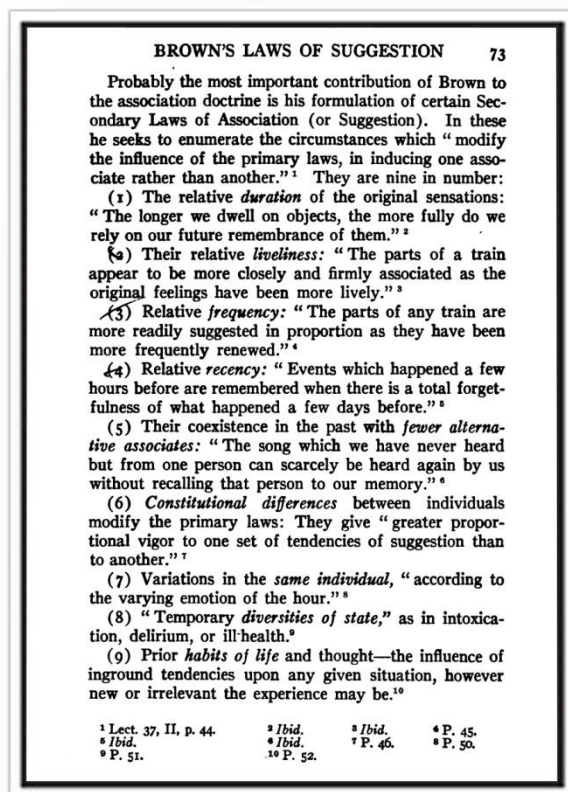 BROWN'S LAWS OF SUGGESTION 73
Probably the most important contribution of Brown to
the association doctrine is his formulation of certain Sec-
ondary Laws of Association (or Suggestion). In these
he seeks to enumerate the circumstances which “ modify
the influence of the primary laws, in inducing one asso-
ciate rather than another.” ¹ They are nine in number:
(1) The relative duration of the original sensations:
“ The longer we dwell on objects, the more fully do we
rely on our future remembrance of them.” ²
(2) Their relative liveliness: “ The parts of a train
appear to be more closely and firmly associated as the
original feelings have been more lively.” ³
(3) Relative frequency: “ The parts of any train are
more readily suggested in proportion as they have been
more frequently renewed.” ⁴
(4) Relative recency: “ Events which happened a few
hours before are remembered when there is a total forget-
fulness of what happened a few days before.” ⁵
(5) Their coexistence in the past with fewer alterna-
tive associates: “ The song which we have never heard
but from one person can scarcely be heard again by us
without recalling that person to our memory.” ⁶
(6) Constitutional differences between individuals
modify the primary laws: They give “ greater propor-
tional vigor to one set of tendencies of suggestion than
to another.” ⁷
(7) Variations in the same individual, “ according to
the varying emotion of the hour.” ⁸
(8) “ Temporary diversities of state,” as in intoxica-
tion, delirium, or ill-health.⁹
(9) Prior habits of life and thought—the influence of
inground tendencies upon any given situation, however
new or irrelevant the experience may be.¹⁰
¹ Lect. 37, II, p. 44. ² Ibid. ³ Ibid. ⁴ P. 45.
⁵ Ibid. ⁶ Ibid. ⁷ P. 46. ⁸ P. 50.
⁹ P. 51. ¹⁰ P. 52.